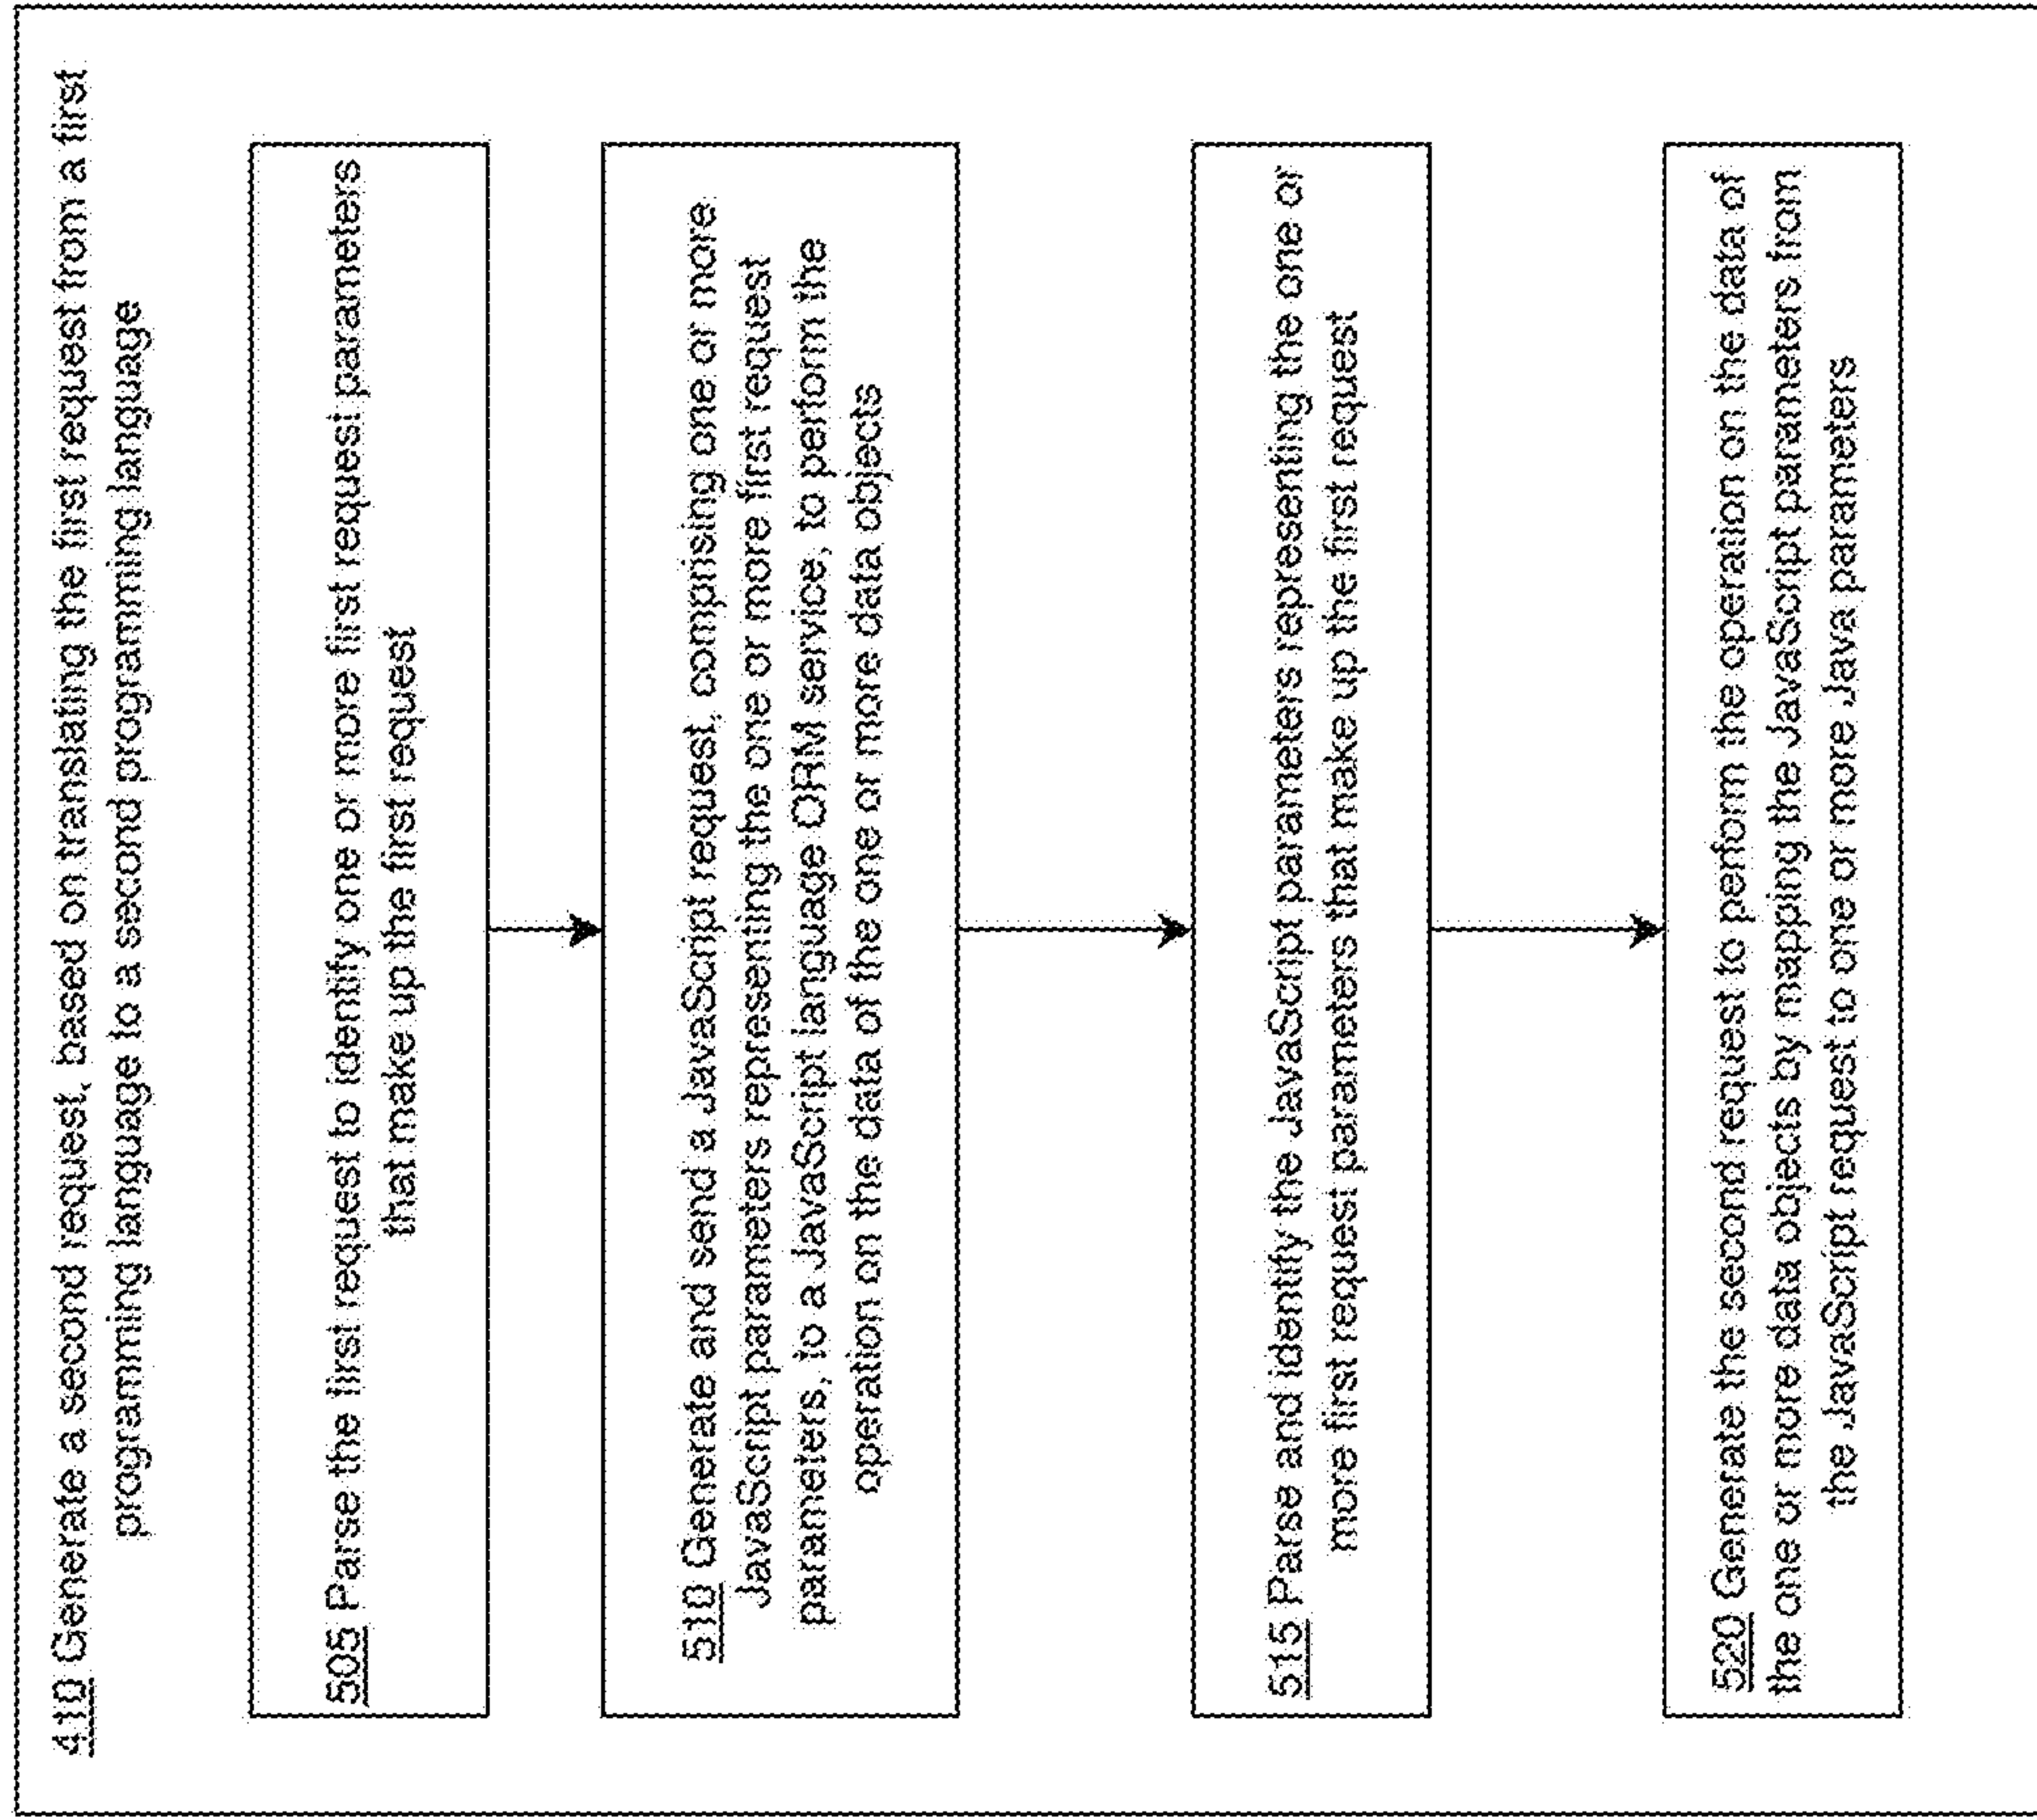 410 Generate a second request, based on translating the first request from a first
programming language to a second programming language
505 Parse the first request to identify one or more first request parameters
that make up the first request
510 Generate and send a JavaScript request, comprising one or more
JavaScript parameters representing the one or more first request
parameters, to a JavaScript language ORM service, to perform the
operation on the data of the one or more data objects
515 Parse and identify the JavaScript parameters representing the one or
more first request parameters that make up the first request
520 Generate the second request to perform the operation on the data of
the one or more data objects by mapping the JavaScript parameters from
the JavaScript request to one or more Java parameters